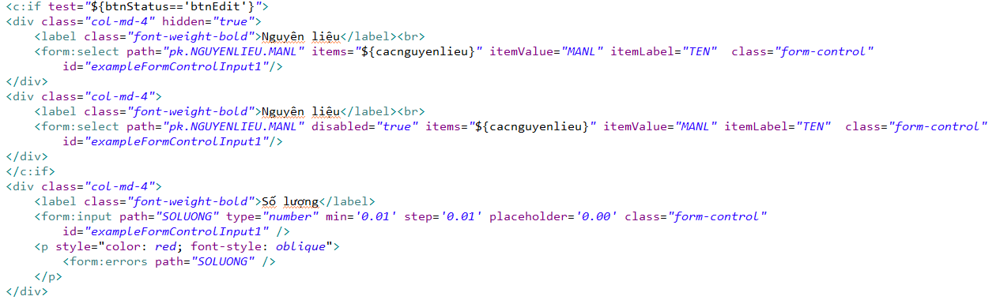 <c:if test="${btnStatus=='btnEdit'}">
<div class="col-md-4" hidden="true">
    <label class="font-weight-bold">Nguyên liệu</label><br>
    <form:select path="pk.NGUYENLIEU.MANL" items="${cacnguyenlieu}" itemValue="MANL" itemLabel="TEN"  class="form-control"
        id="exampleFormControlInput1"/>
</div>
<div class="col-md-4">
    <label class="font-weight-bold">Nguyên liệu</label><br>
    <form:select path="pk.NGUYENLIEU.MANL" disabled="true" items="${cacnguyenlieu}" itemValue="MANL" itemLabel="TEN"  class="form-control"
        id="exampleFormControlInput1"/>
</div>
</c:if>
<div class="col-md-4">
    <label class="font-weight-bold">Số lượng</label>
    <form:input path="SOLUONG" type="number" min='0.01' step='0.01' placeholder='0.00' class="form-control"
        id="exampleFormControlInput1" />
    <p style="color: red; font-style: oblique">
        <form:errors path="SOLUONG" />
    </p>
</div>